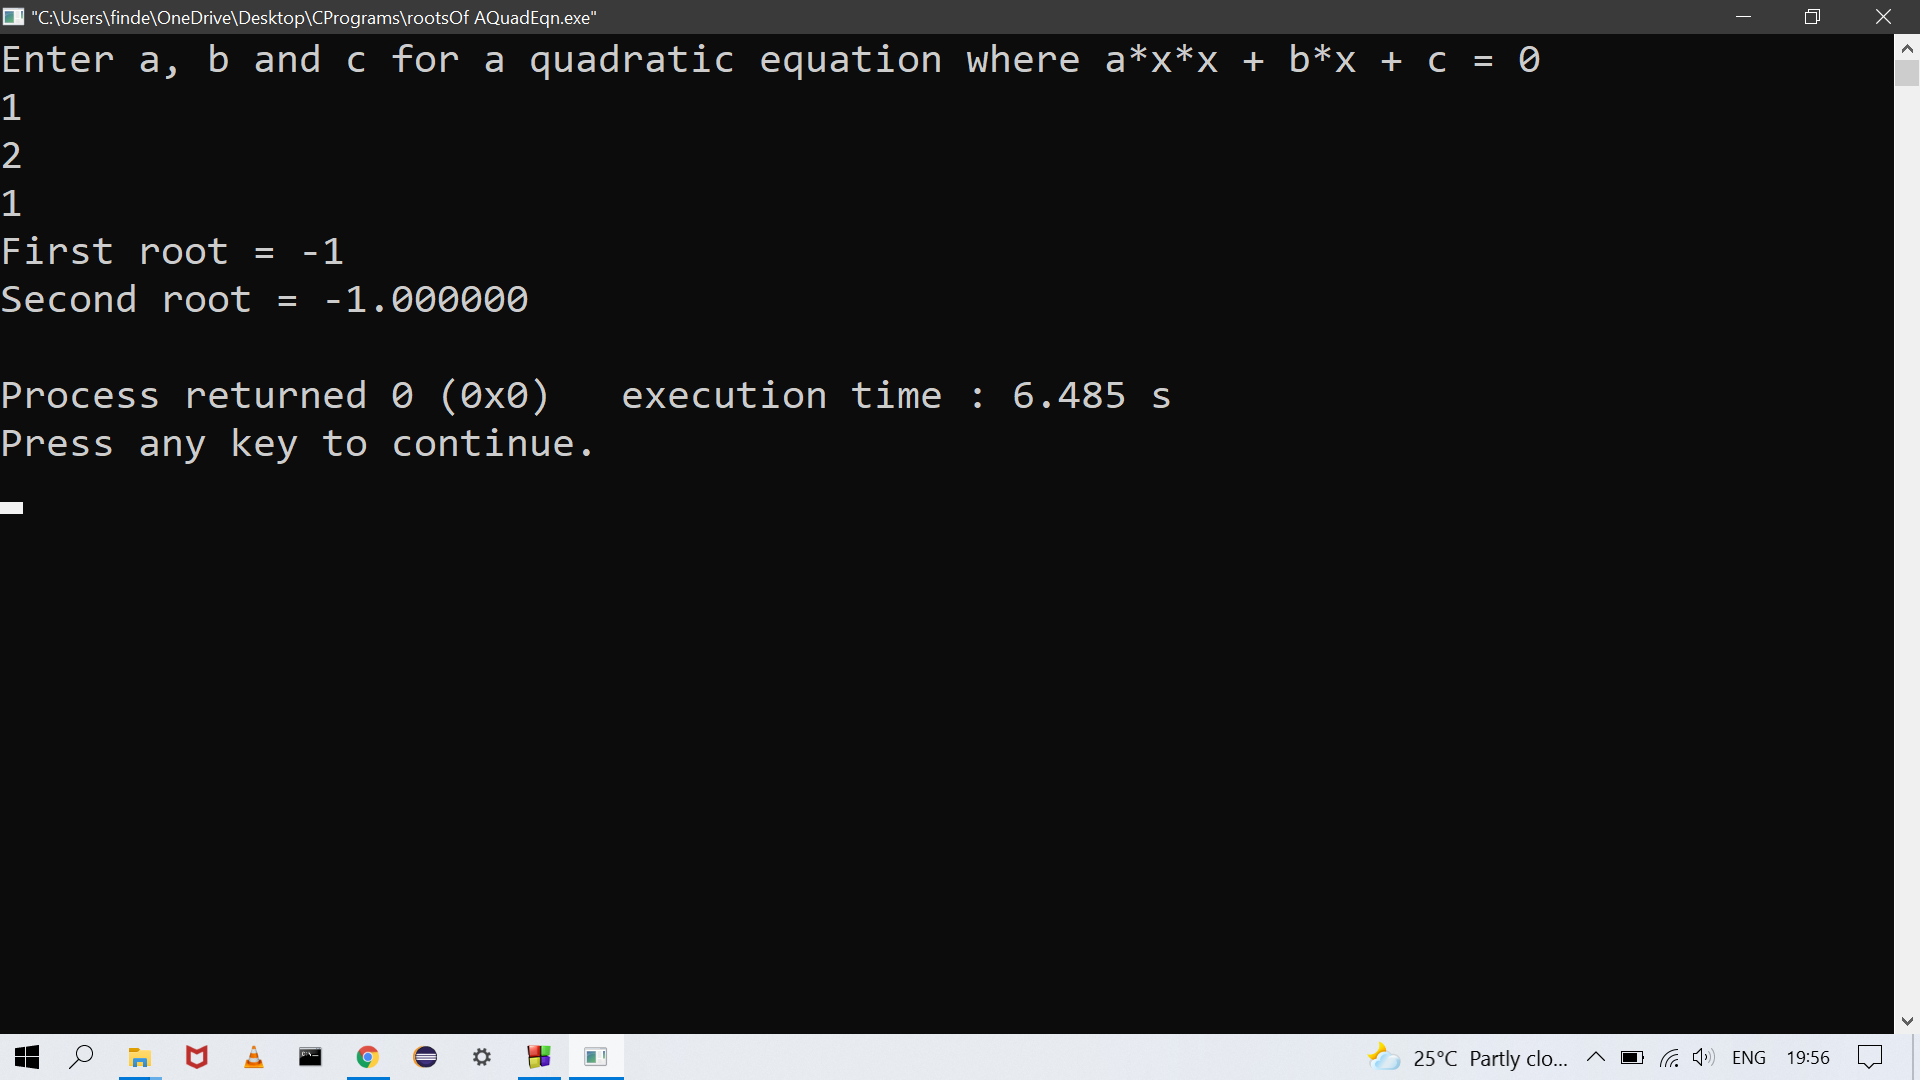 "C:\Users\finde\OneDrive\Desktop\CPrograms\rootsOf AQuadEqn.exe"
Enter a, b and c for a quadratic equation where a*x*x + b*x + c = 0
1
2
1
First root = -1
Second root = -1.000000
Process returned 0 (0x0)   execution time : 6.485 s
Press any key to continue.
25°C Partly clo... ENG 19:56